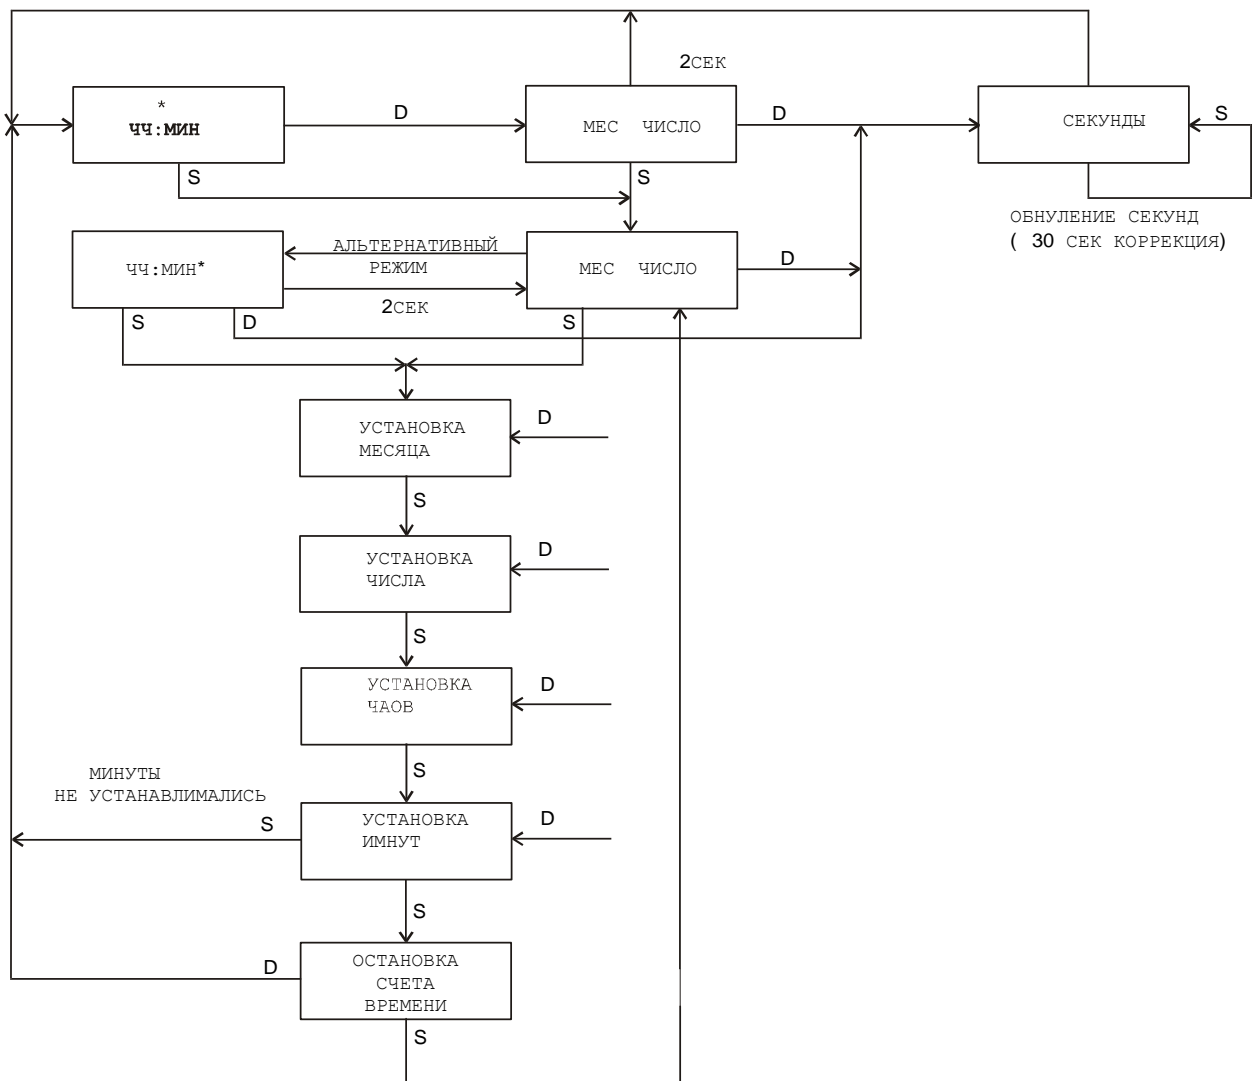 2СЕК
*
ЧЧ:МИН
D
МЕС ЧИСЛО
D
СЕКУНДЫ
S
S
S
ОБНУЛЕНИЕ СЕКУНД
( 30 СЕК КОРРЕКЦИЯ)
ЧЧ:МИН*
АЛЬТЕРНАТИВНЫЙ
РЕЖИМ
2СЕК
МЕС ЧИСЛО
D
S
D
S
УСТАНОВКА
МЕСЯЦА
D
S
УСТАНОВКА
ЧИСЛА
D
S
УСТАНОВКА
ЧАОВ
D
S
МИНУТЫ
НЕ УСТАНАВЛИМАЛИСЬ
S
УСТАНОВКА
ИМНУТ
D
S
D
ОСТАНОВКА
СЧЕТА
ВРЕМЕНИ
S